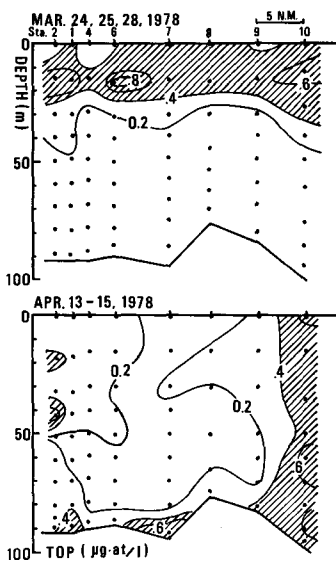 MAR. 24, 25, 28, 1978
5 N.M.
Sta. 2 1 4 6 7 8 9 10
0
8
.6
.4
0.2
50
100
DEPTH (m)
APR. 13-15, 1978
0
0.2
.4
0.2
50
.6
.4
.6
100
TOP (µg·at/l)